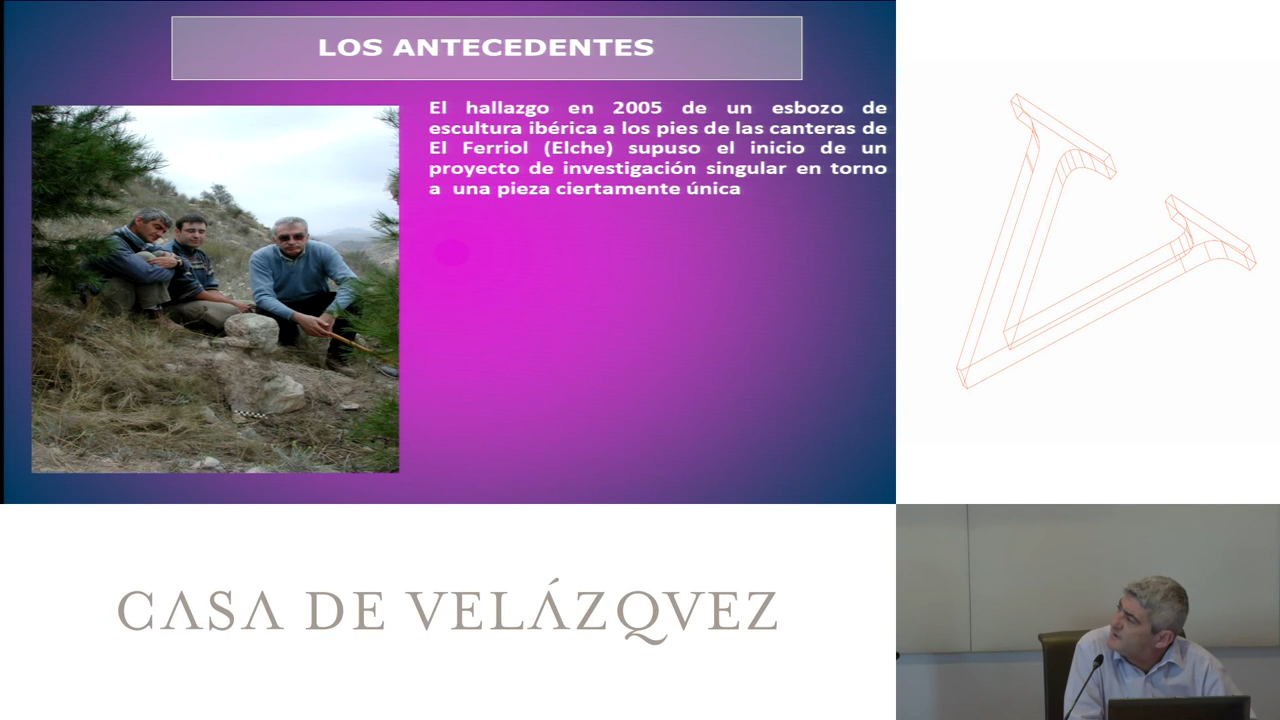 LOS ANTECEDENTES
El hallazgo en 2005 de un esbozo de
escultura ibérica a los pies de las canteras de
El Ferriol (Elche) supuso el inicio de un
proyecto de investigación singular en torno
a una pieza ciertamente única
CASA DE VELÁZQVEZ